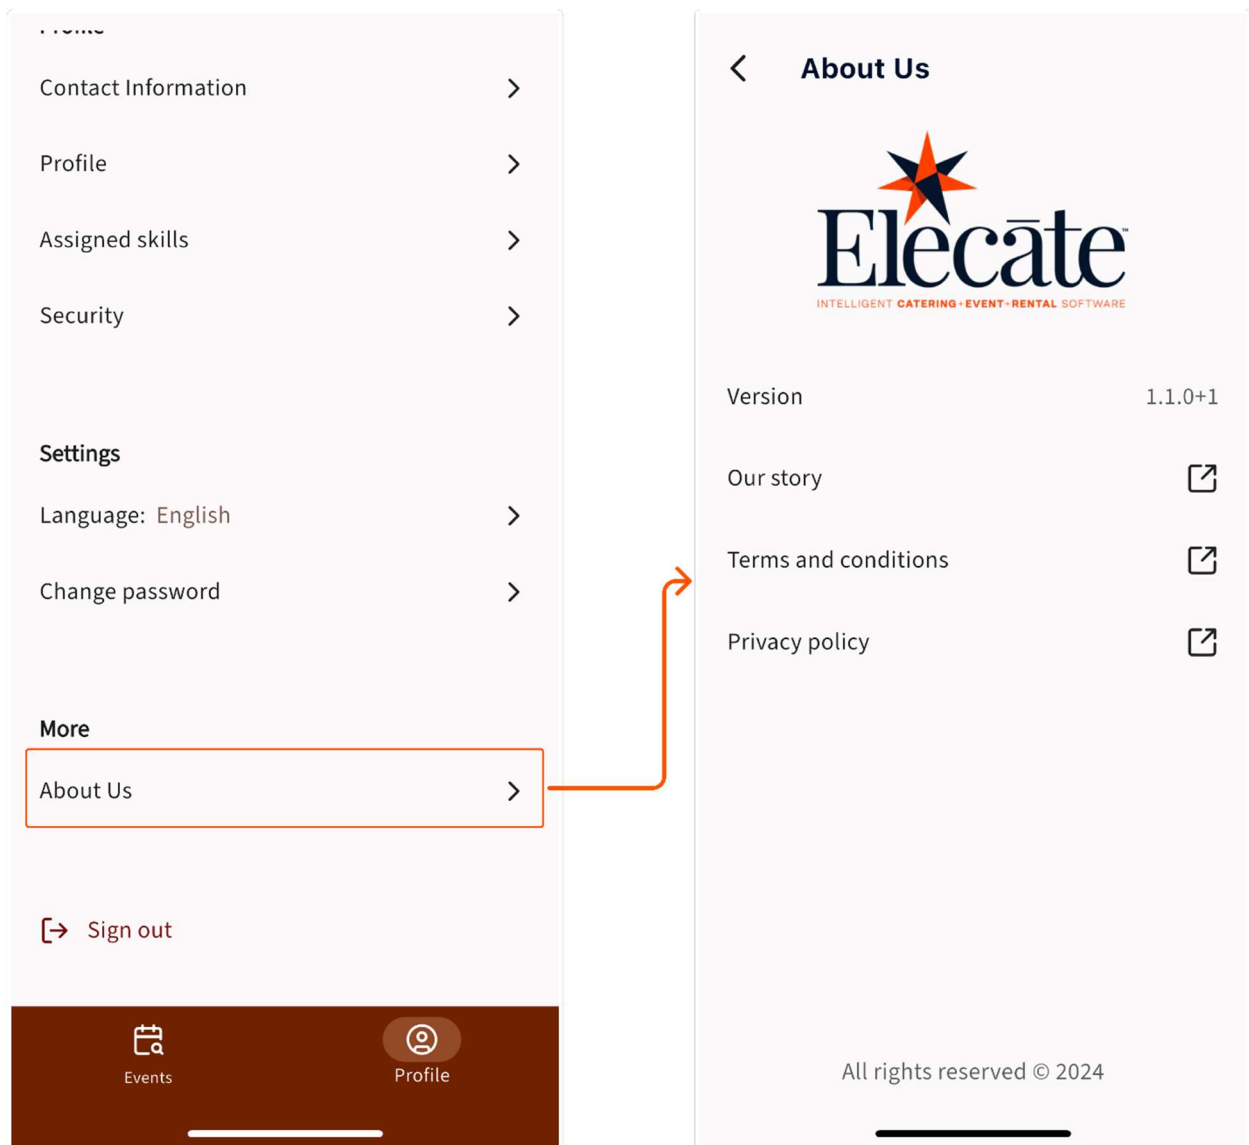 Profile
Contact Information
Profile
Assigned skills
Security
Settings
Language: English
Change password
More
About Us
Sign out
Events
Profile
About Us
Elecāte™
INTELLIGENT CATERING+EVENT+RENTAL SOFTWARE
Version 1.1.0+1
Our story
Terms and conditions
Privacy policy
All rights reserved © 2024